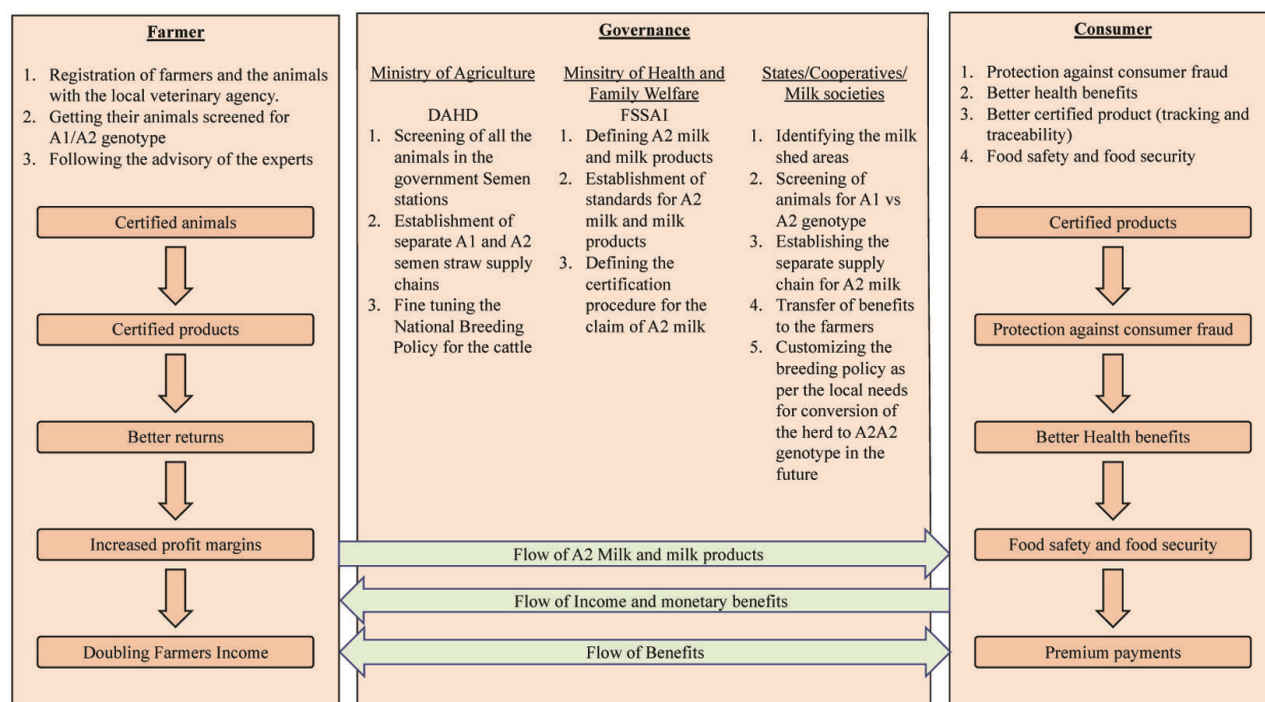 Farmer
1. Registration of farmers and the animals
with the local veterinary agency.
2. Getting their animals screened for
A1/A2 genotype
3. Following the advisory of the experts
Certified animals
Certified products
Better returns
Increased profit margins
Doubling Farmers Income
Governance
Ministry of Agriculture
DAHD
1. Screening of all the
animals in the
government Semen
stations
2. Establishment of
separate A1 and A2
semen straw supply
chains
3. Fine tuning the
National Breeding
Policy for the cattle
Minsitry of Health and
Family Welfare
FSSAI
1. Defining A2 milk
and milk products
2. Establishment of
standards for A2
milk and milk
products
3. Defining the
certification
procedure for the
claim of A2 milk
States/Cooperatives/
Milk societies
1. Identifying the milk
shed areas
2. Screening of
animals for A1 vs
A2 genotype
3. Establishing the
separate supply
chain for A2 milk
4. Transfer of benefits
to the farmers
5. Customizing the
breeding policy as
per the local needs
for conversion of
the herd to A2A2
genotype in the
future
Flow of A2 Milk and milk products
Flow of Income and monetary benefits
Flow of Benefits
Consumer
1. Protection against consumer fraud
2. Better health benefits
3. Better certified product (tracking and
traceability)
4. Food safety and food security
Certified products
Protection against consumer fraud
Better Health benefits
Food safety and food security
Premium payments